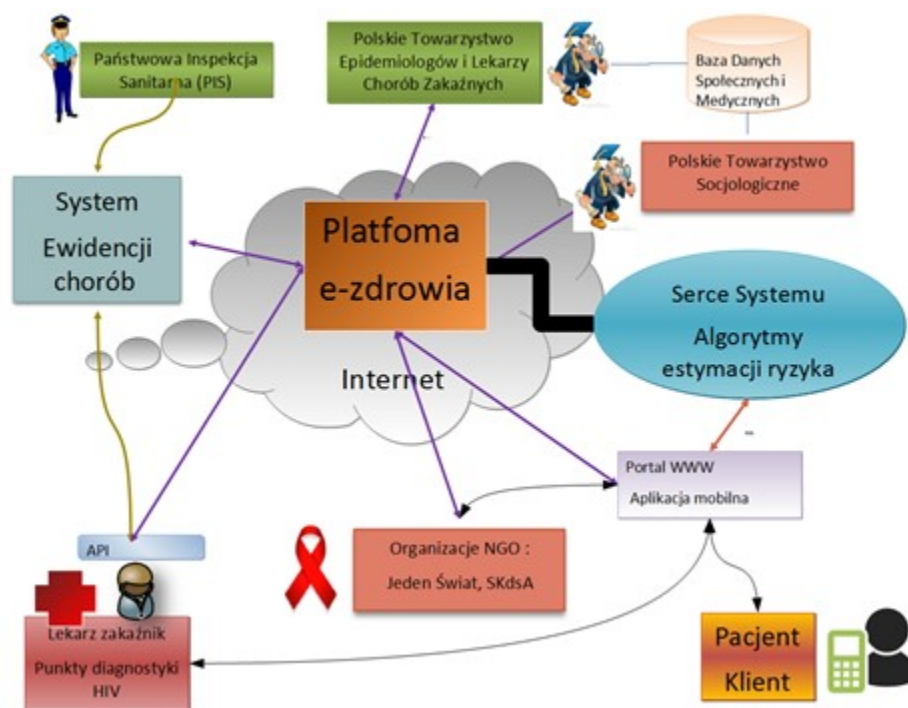 Państwowa Inspekcja
Sanitarna (PIS)
Polskie Towarzystwo
Epidemiologów i Lekarzy
Chorób Zakaźnych
Baza Danych
Społecznych i
Medycznych
Polskie Towarzystwo
Socjologiczne
System
Ewidencji
chorób
Platfoma
e-zdrowia
Serce Systemu
Algorytmy
estymacji ryzyka
Internet
Portal WWW
Aplikacja mobilna
API
Organizacje NGO :
Jeden Świat, SKdsA
Lekarz zakaźnik
Punkty diagnostyki
HIV
Pacjent
Klient